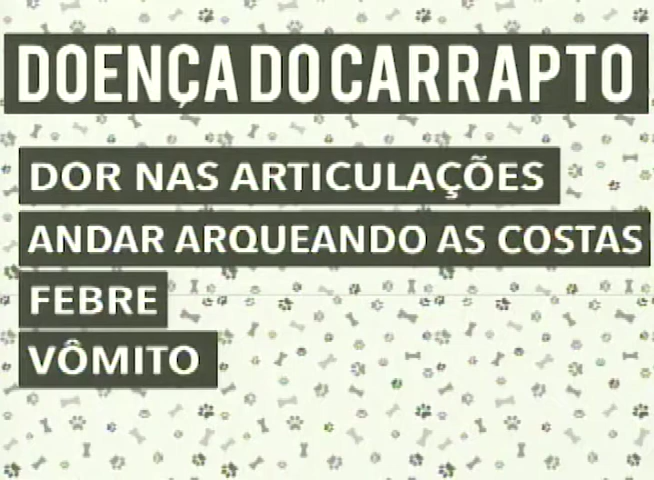 DOENÇA DO CARRAPTO
DOR NAS ARTICULAÇÕES
ANDAR ARQUEANDO AS COSTAS
FEBRE
VÔMITO